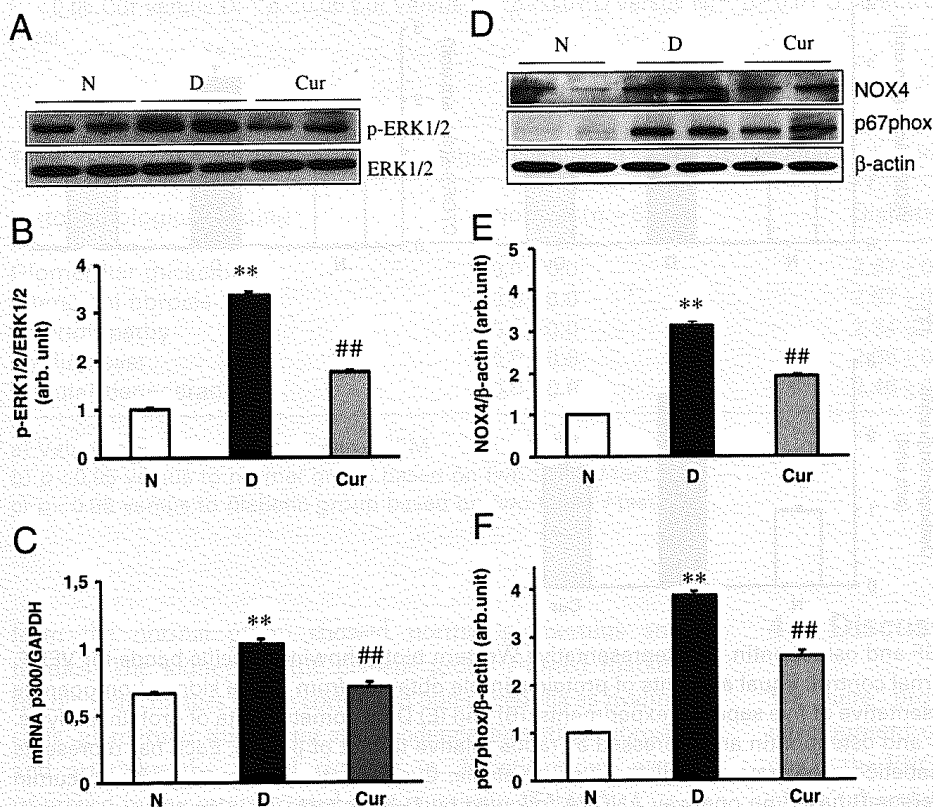 A
N D Cur
p-ERK1/2
ERK1/2
B
p-ERK1/2/ERK1/2
(arb. unit)
4
3
2
1
0
**
##
N D Cur
C
mRNA p300/GAPDH
1,5
1
0,5
0
**
##
N D Cur
D
N D Cur
NOX4
p67phox
β-actin
E
NOX4/β-actin (arb.unit)
5
4
3
2
1
0
**
##
N D Cur
F
p67phox/β-actin (arb.unit)
4
2
1
0
**
##
N D Cur